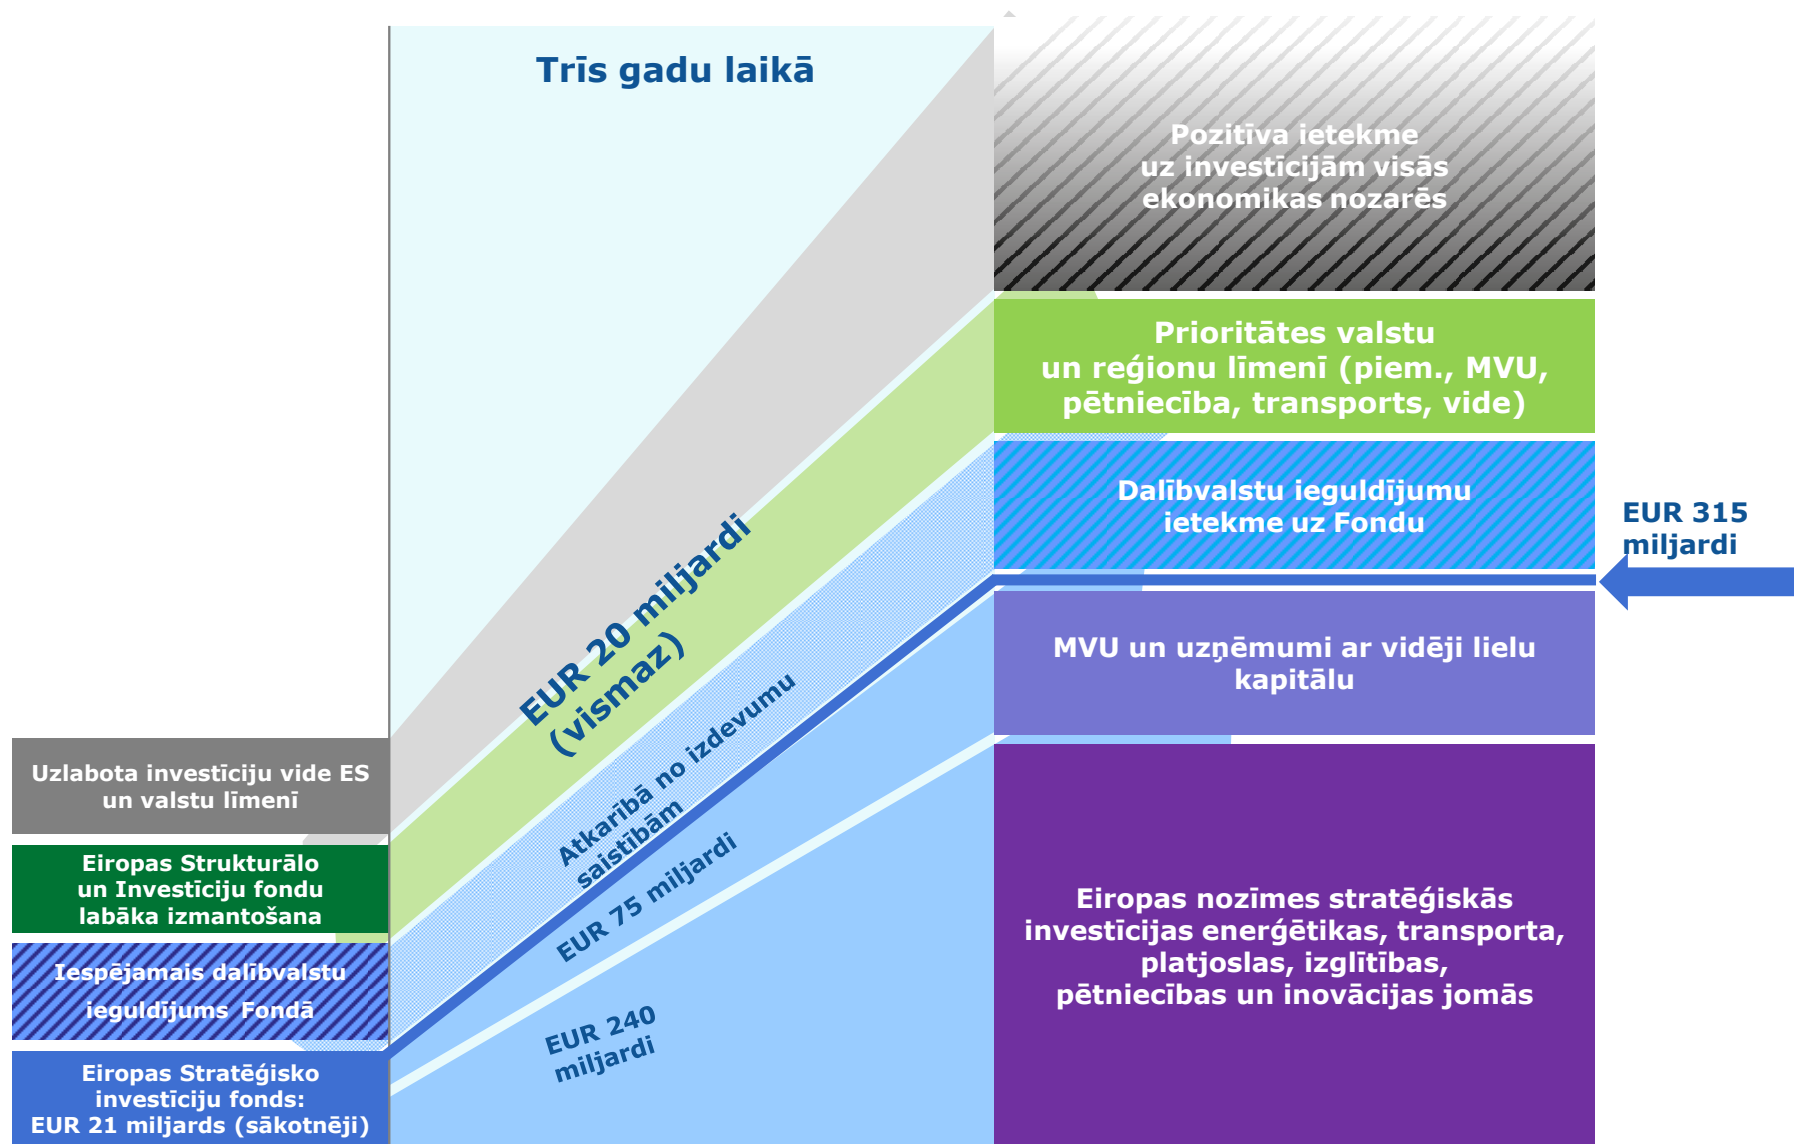 Trīs gadu laikā
Pozitīva ietekme
uz investīcijām visās
ekonomikas nozarēs
Prioritātes valstu
un reģionu līmenī (piem., MVU,
pētniecība, transports, vide)
Dalībvalstu ieguldījumu
ietekme uz Fondu
EUR 315
miljardi
MVU un uzņēmumi ar vidēji lielu
kapitālu
Eiropas nozīmes stratēģiskās
investīcijas enerģētikas, transporta,
platjoslas, izglītības,
pētniecības un inovācijas jomās
EUR 20 miljardi
(vismaz)
Atkarībā no izdevumu
saistībām
EUR 75 miljardi
EUR 240
miljardi
Uzlabota investīciju vide ES
un valstu līmenī
Eiropas Strukturālo
un Investīciju fondu
labāka izmantošana
Iespējamais dalībvalstu
ieguldījums Fondā
Eiropas Stratēģisko
investīciju fonds:
EUR 21 miljards (sākotnēji)